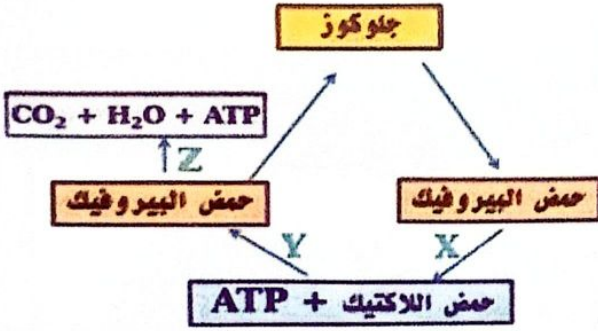 جلوكوز
CO₂ + H₂O + ATP
Z
حمض البيروفيك
حمض البيروفيك
Y
X
حمض اللاكتيك + ATP